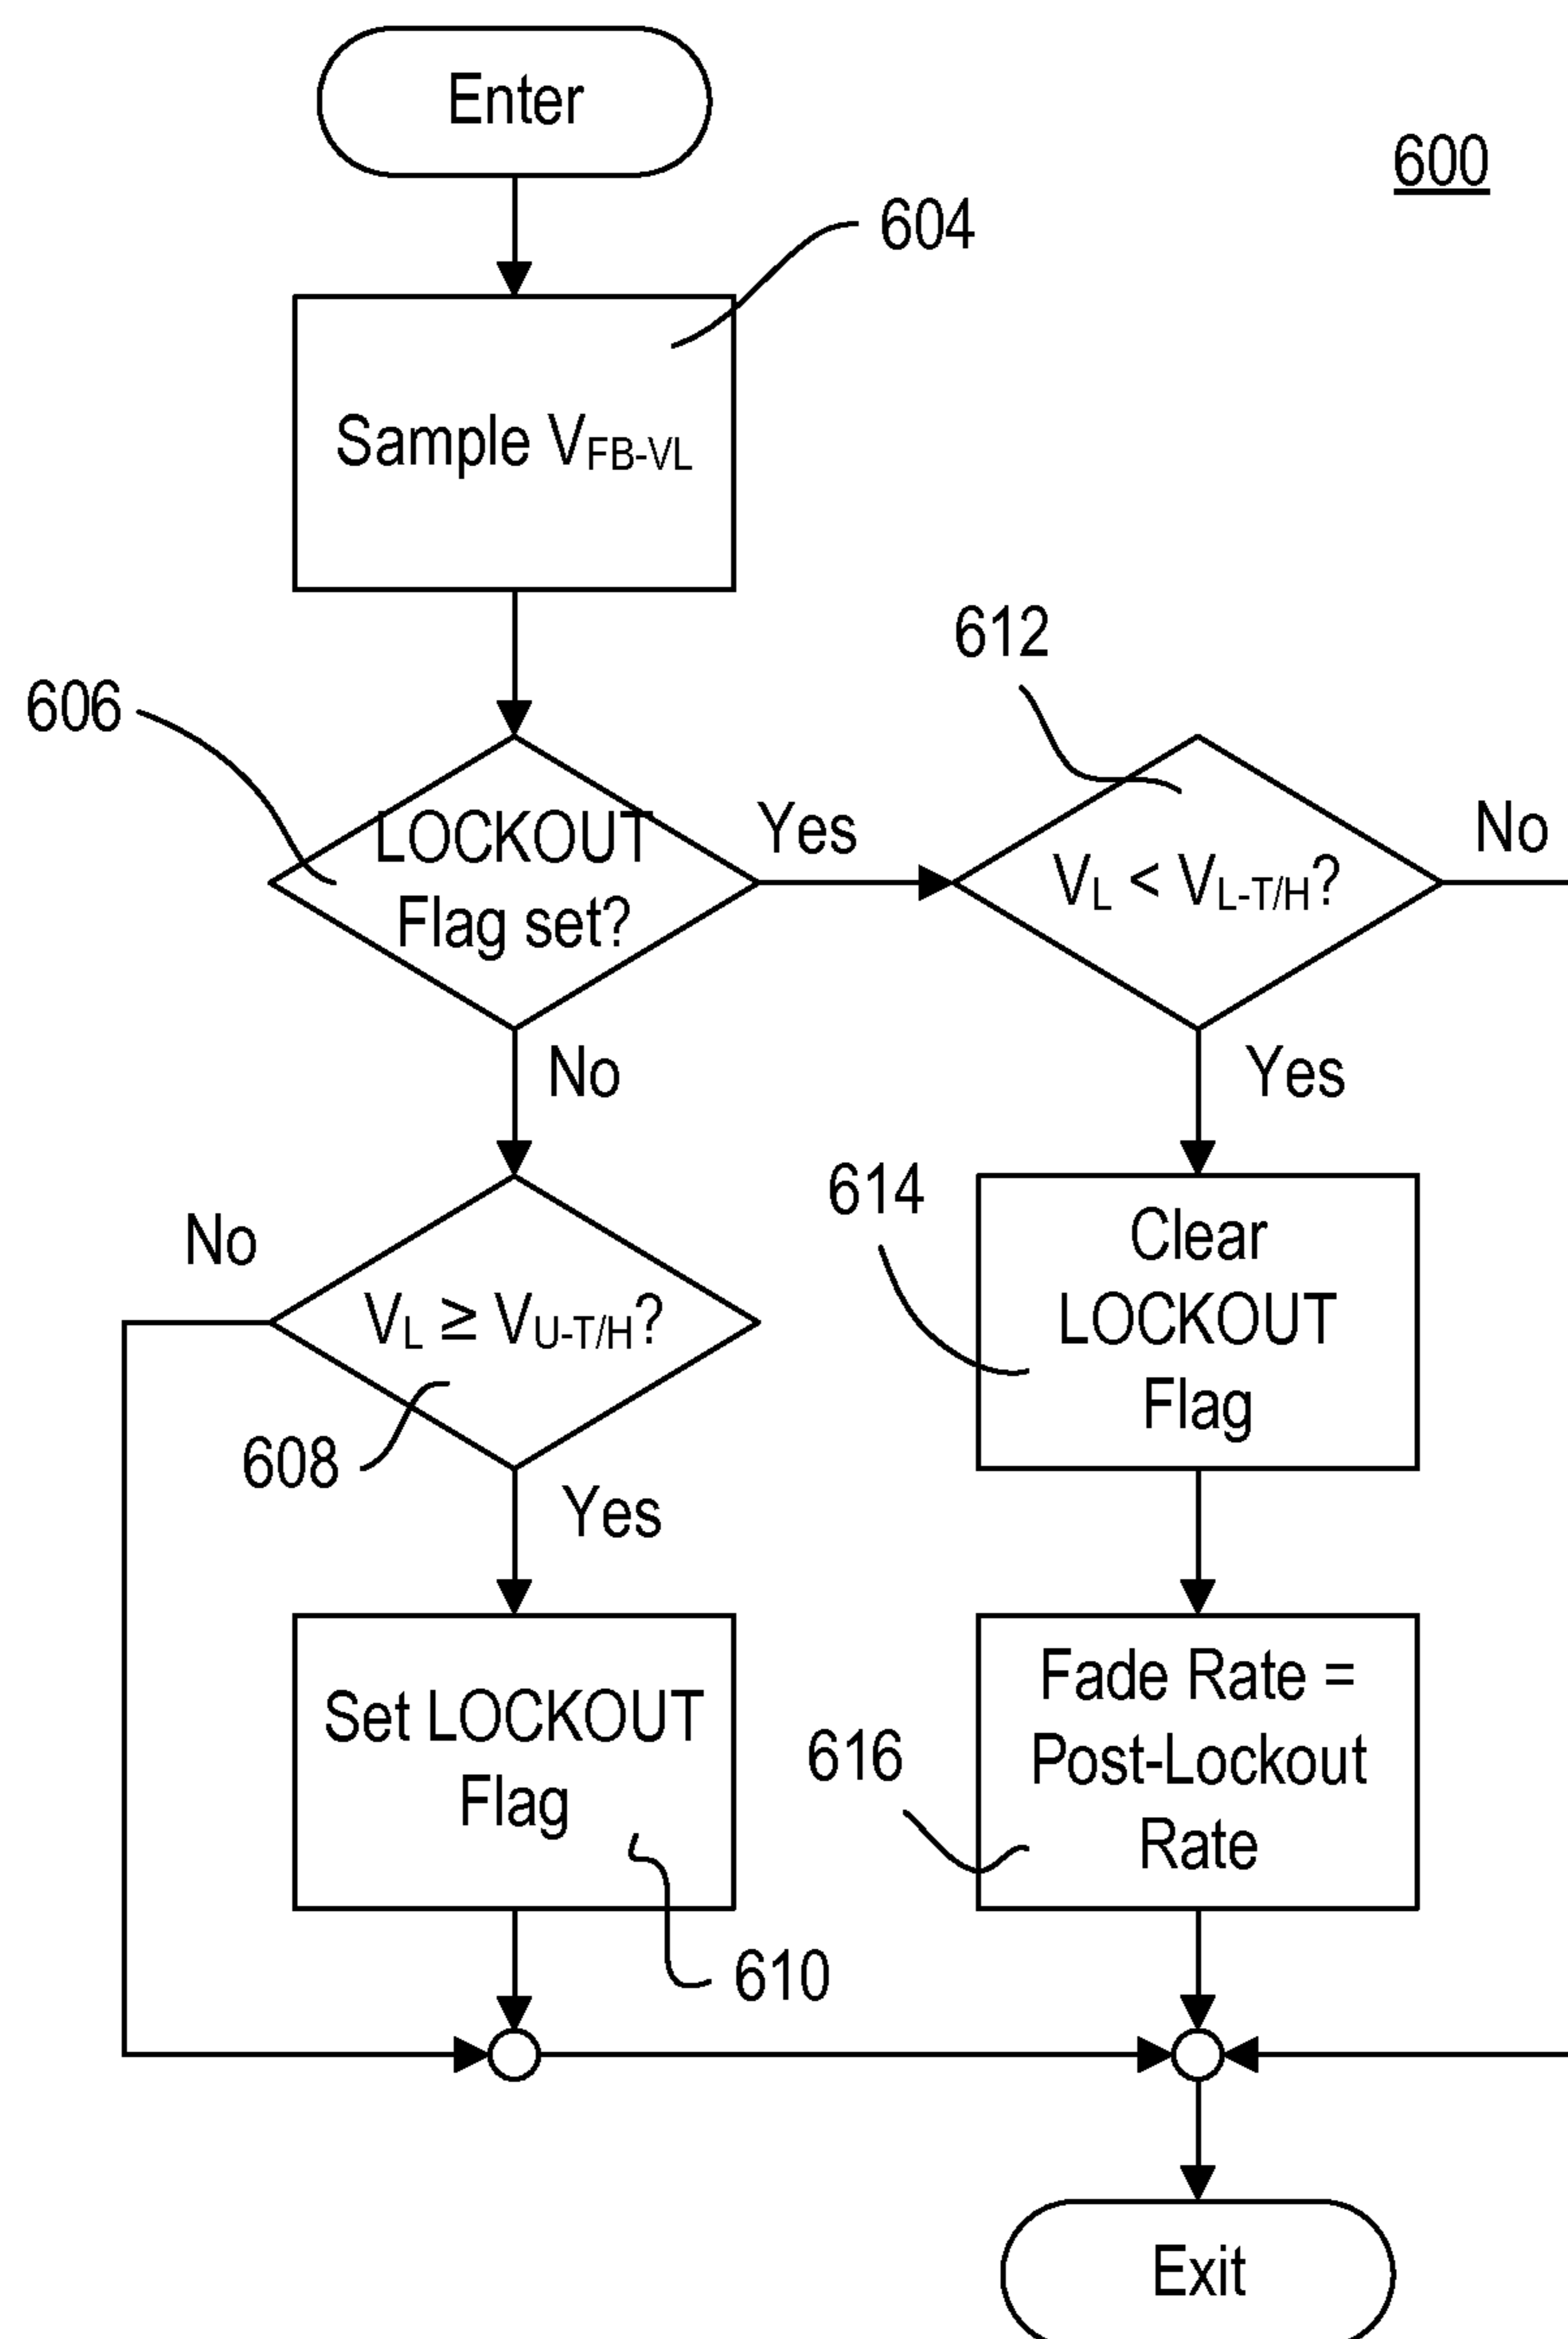 Enter
600
604
Sample VFB-VL
612
606
LOCKOUT
Flag set?
Yes
VL < VL-T/H?
No
No
Yes
614
Clear
LOCKOUT
Flag
No
VL ≥ VU-T/H?
608
Yes
Set LOCKOUT
Flag
616
Fade Rate =
Post-Lockout
Rate
610
Exit